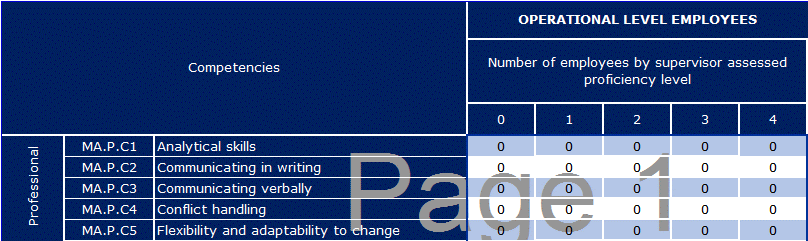 OPERATIONAL LEVEL EMPLOYEES
Competencies
Number of employees by supervisor assessed
proficiency level
0 1 2 3 4
Professional
MA.P.C1 Analytical skills 0 0 0 0 0
MA.P.C2 Communicating in writing 0 0 0 0 0
MA.P.C3 Communicating verbally 0 0 0 0 0
MA.P.C4 Conflict handling 0 0 0 0 0
MA.P.C5 Flexibility and adaptability to change 0 0 0 0 0
Page 1